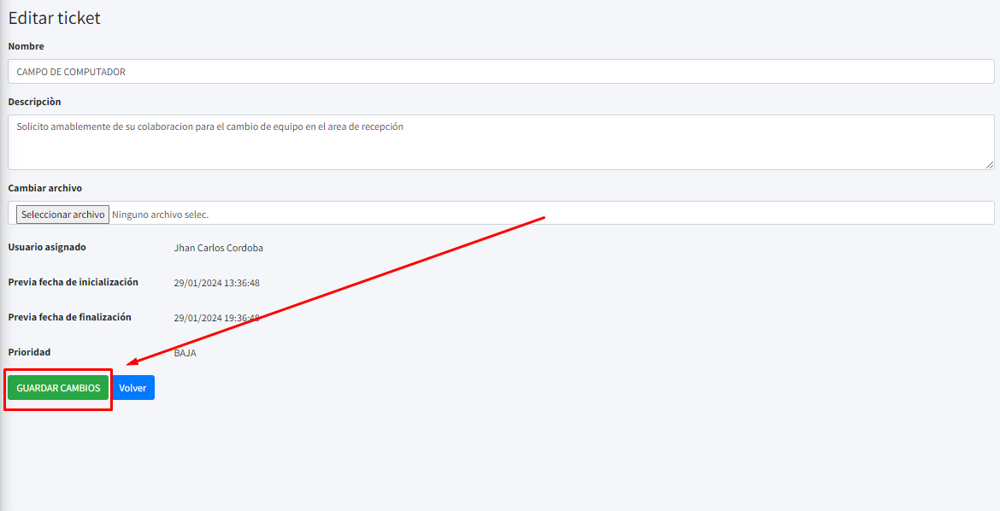 Editar ticket
Nombre
CAMPO DE COMPUTADOR
Descripciòn
Solicito amablemente de su colaboracion para el cambio de equipo en el area de recepción
Cambiar archivo
Seleccionar archivo Ninguno archivo selec.
Usuario asignado Jhan Carlos Cordoba
Previa fecha de inicialización 29/01/2024 13:36:48
Previa fecha de finalización 29/01/2024 19:36:48
Prioridad BAJA
GUARDAR CAMBIOS Volver